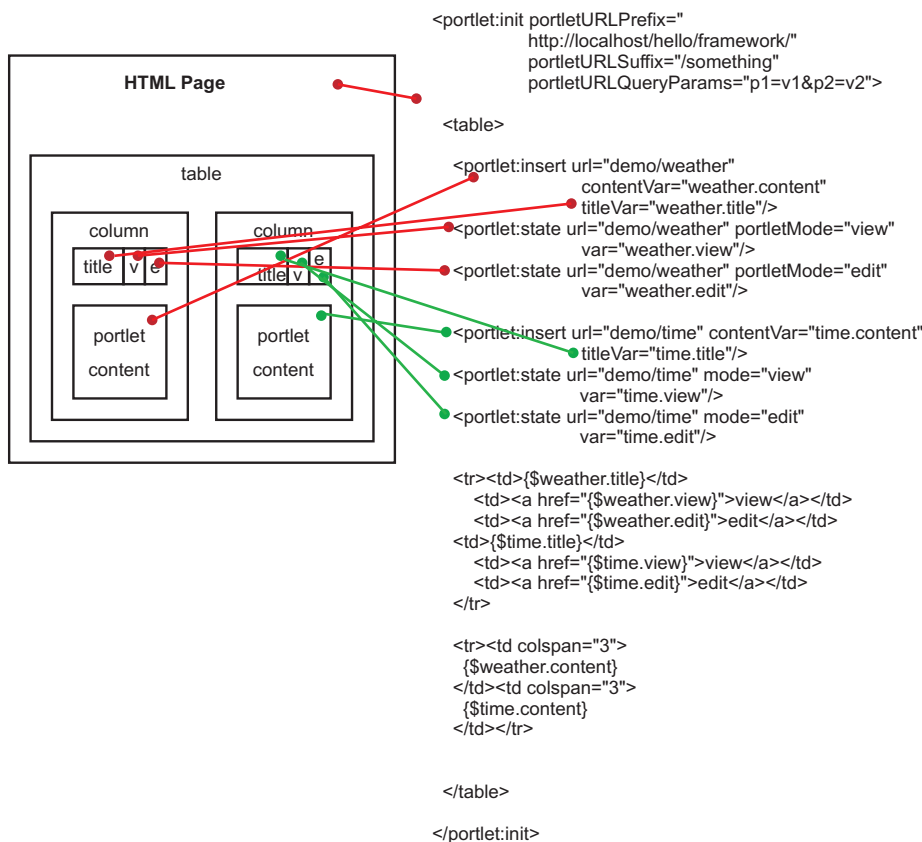 HTML Page
table
column
title
v
e
portlet
content
column
title
v
e
portlet
content
<portlet:init portletURLPrefix="
http://localhost/hello/framework/"
portletURLSuffix="/something"
portletURLQueryParams="p1=v1&p2=v2">
<table>
<portlet:insert url="demo/weather"
contentVar="weather.content"
titleVar="weather.title"/>
<portlet:state url="demo/weather" portletMode="view"
var="weather.view"/>
<portlet:state url="demo/weather" portletMode="edit"
var="weather.edit"/>
<portlet:insert url="demo/time" contentVar="time.content"
titleVar="time.title"/>
<portlet:state url="demo/time" mode="view"
var="time.view"/>
<portlet:state url="demo/time" mode="edit"
var="time.edit"/>
<tr><td>{$weather.title}</td>
<td><a href="{$weather.view}">view</a></td>
<td><a href="{$weather.edit}">edit</a></td>
<td>{$time.title}</td>
<td><a href="{$time.view}">view</a></td>
<td><a href="{$time.edit}">edit</a></td>
</tr>
<tr><td colspan="3">
{$weather.content}
</td><td colspan="3">
{$time.content}
</td></tr>
</table>
</portlet:init>